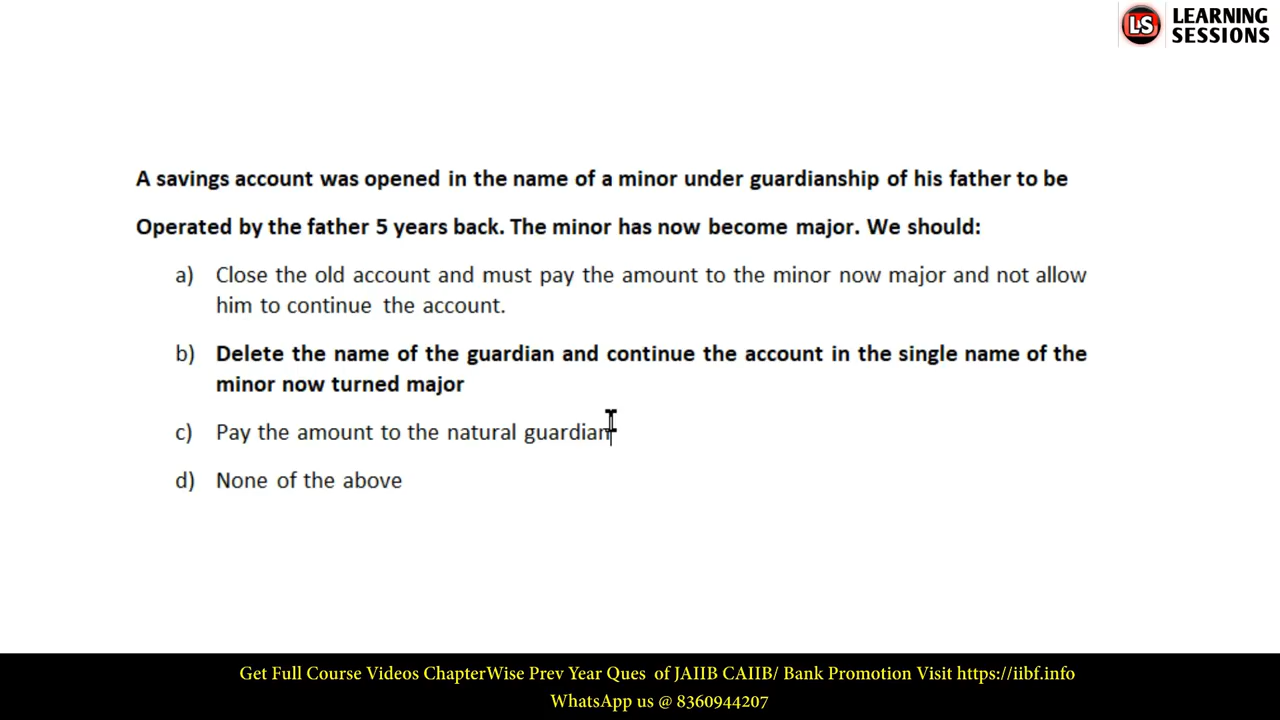 LS
LEARNING
SESSIONS
A savings account was opened in the name of a minor under guardianship of his father to be
Operated by the father 5 years back. The minor has now become major. We should:
a) Close the old account and must pay the amount to the minor now major and not allow
him to continue the account.
b) Delete the name of the guardian and continue the account in the single name of the
minor now turned major
c) Pay the amount to the natural guardian
d) None of the above
Get Full Course Videos ChapterWise Prev Year Ques of JAIIB CAIIB/ Bank Promotion Visit https://iibf.info
WhatsApp us @ 8360944207